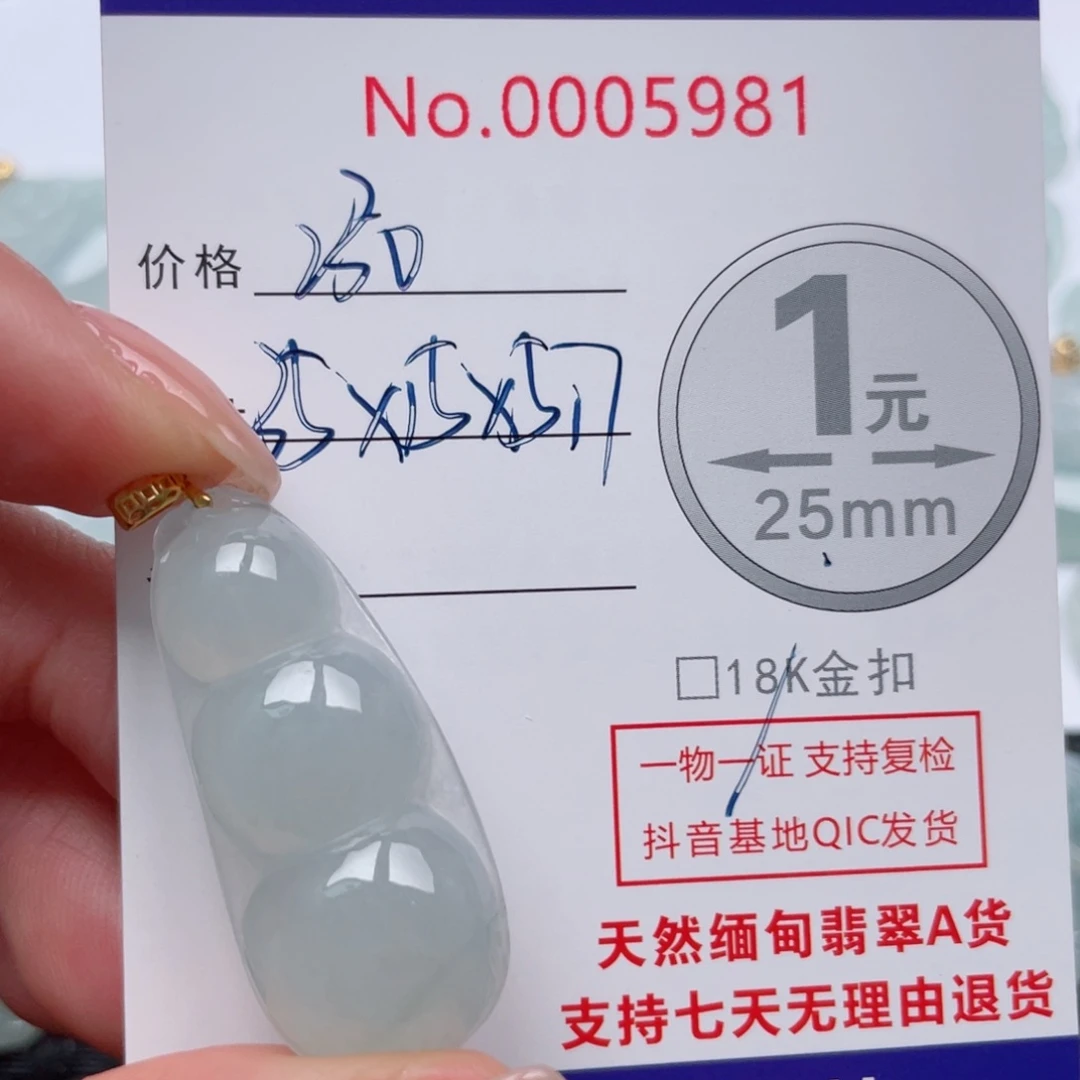 No.0005981
价格
1元
25mm
□18K金扣
一物一证 支持复检
抖音基地QIC发货
天然缅甸翡翠A货
支持七天无理由退货